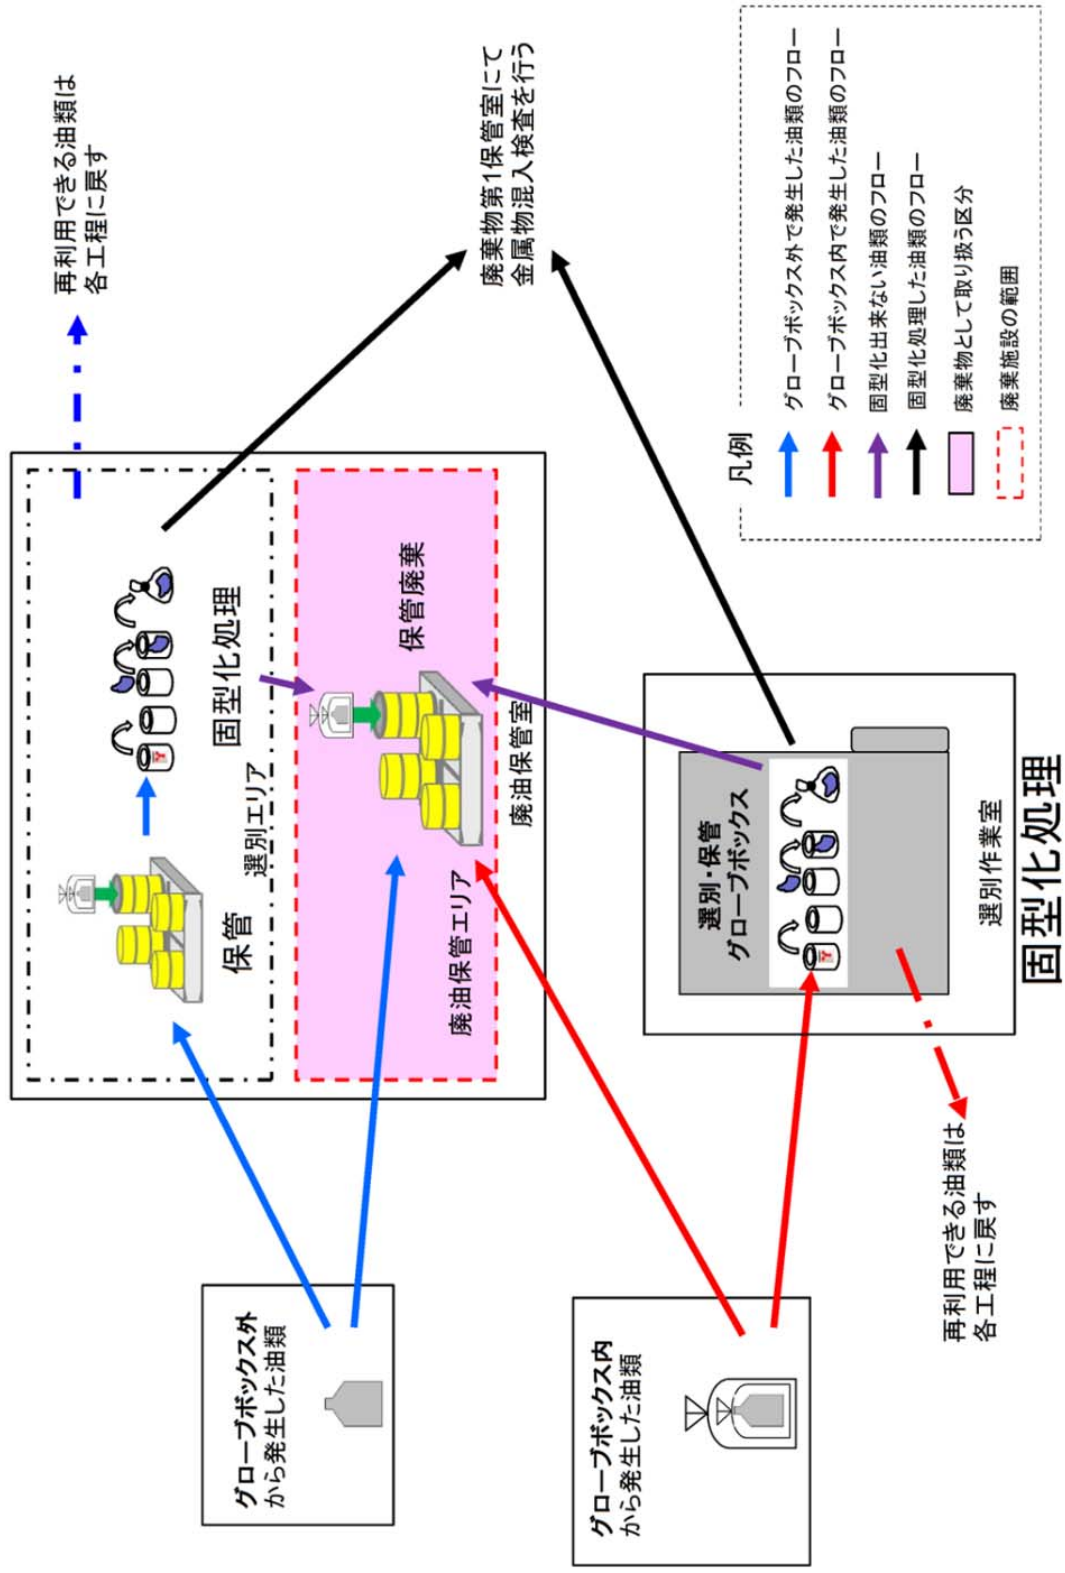 グローブボックス外
から発生した油類
グローブボックス内
から発生した油類
保管
選別エリア
固型化処理
廃油保管エリア
保管廃棄
廃油保管室
再利用できる油類は
各工程に戻す
廃棄物第1保管室にて
金属物混入検査を行う
選別・保管
グローブボックス
選別作業室
再利用できる油類は
各工程に戻す
凡例
グローブボックス外で発生した油類のフロー
グローブボックス内で発生した油類のフロー
固型化出来ない油類のフロー
固型化処理した油類のフロー
廃棄物として取り扱う区分
廃棄施設の範囲
固型化処理